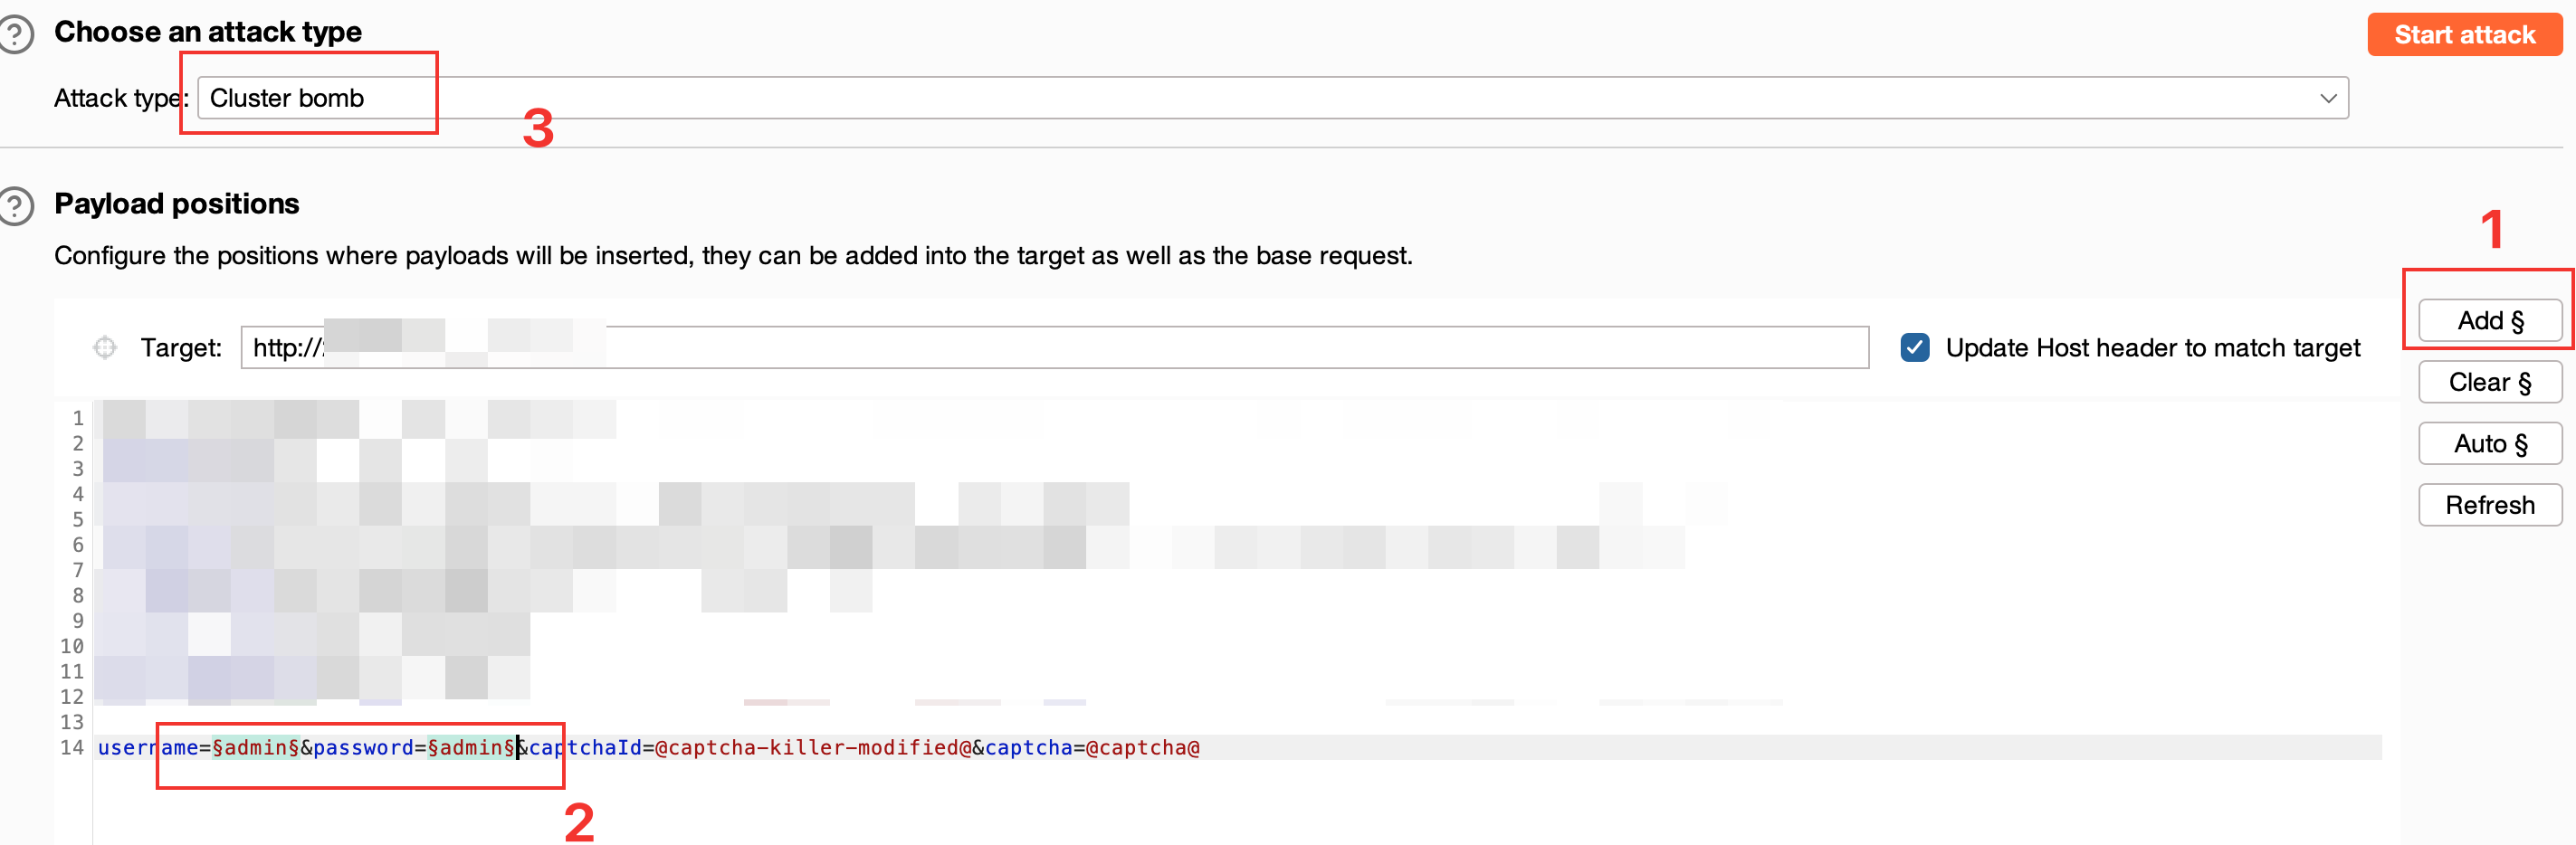 Choose an attack type
Start attack
Attack type: Cluster bomb
3
Payload positions
1
Configure the positions where payloads will be inserted, they can be added into the target as well as the base request.
Add §
Target: http://
Update Host header to match target
Clear §
1
2
Auto §
3
4
Refresh
5
6
7
8
9
10
11
12
13
14 username=§admin§&password=§admin§&captchaId=@captcha-killer-modified@&captcha=@captcha@
2